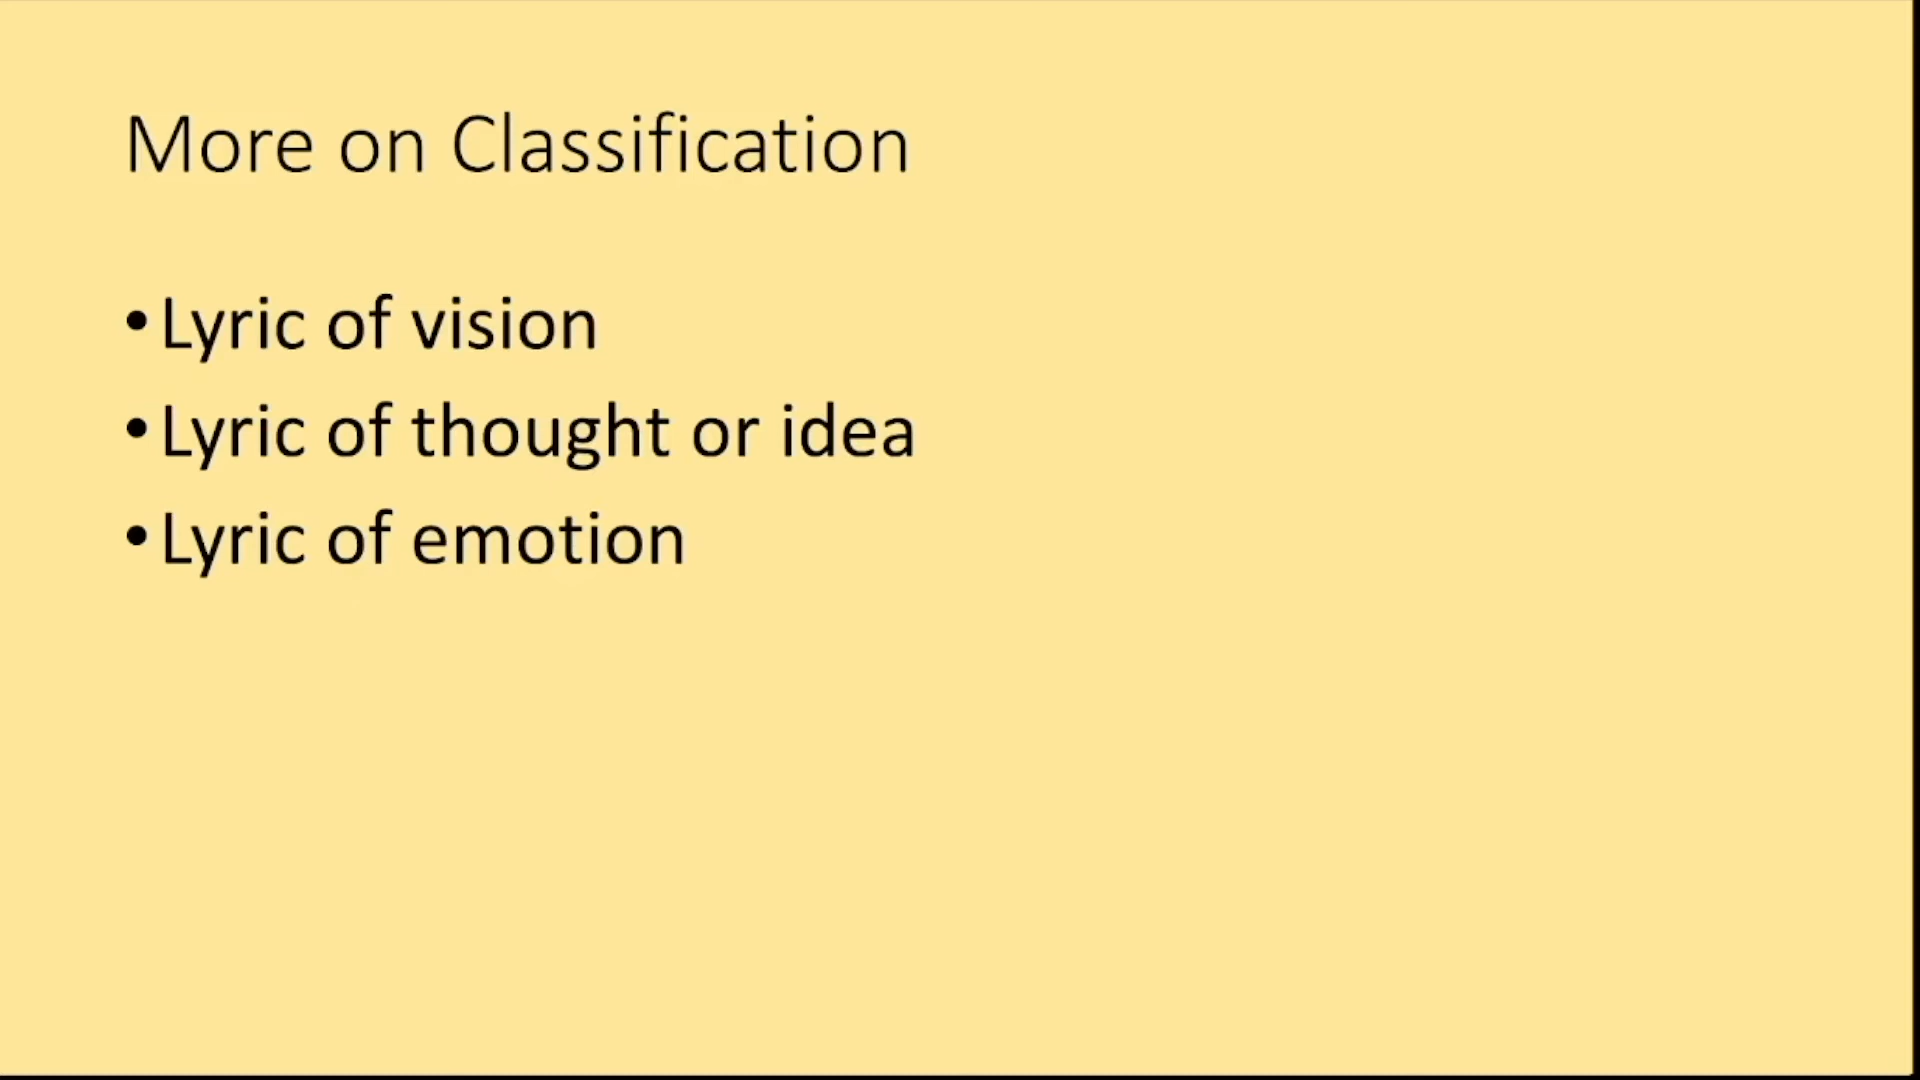 More on Classification
•Lyric of vision
•Lyric of thought or idea
•Lyric of emotion